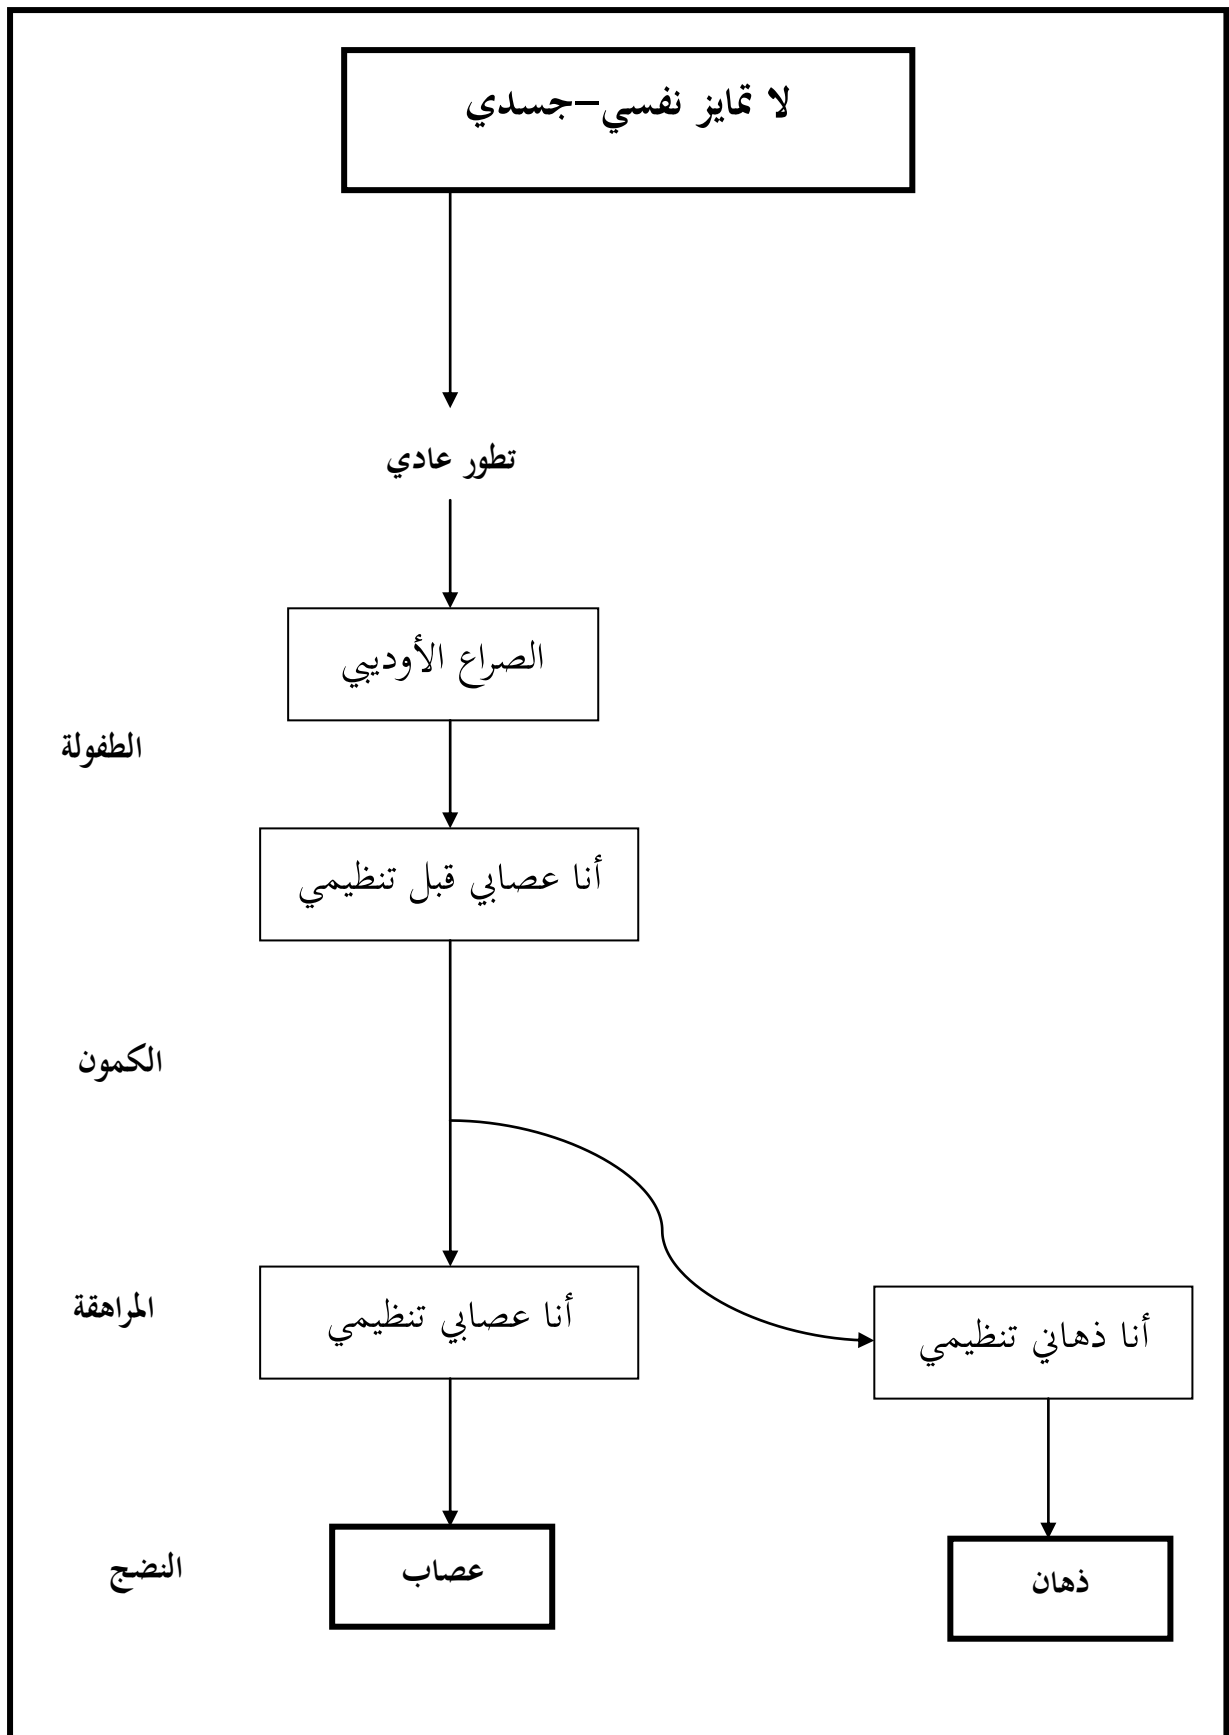 لا تمايز نفسي-جسدي
تطور عادي
الصراع الأوديبي
الطفولة
أنا عصابي قبل تنظيمي
الكمون
أنا عصابي تنظيمي
المراهقة
أنا ذهاني تنظيمي
عصاب
النضج
ذهان